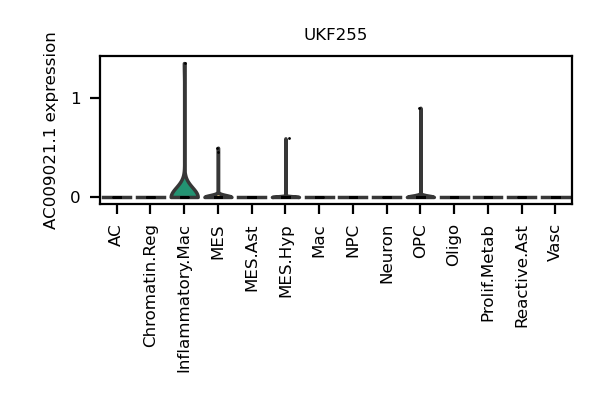 UKF255
AC009021.1 expression
1
0
AC
Chromatin.Reg
Inflammatory.Mac
MES
MES.Ast
MES.Hyp
Mac
NPC
Neuron
OPC
Oligo
Prolif.Metab
Reactive.Ast
Vasc